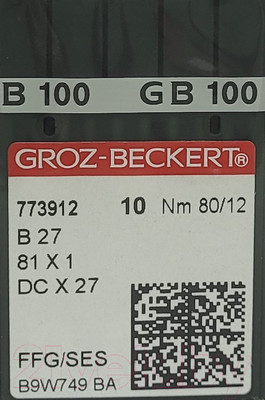 B 100 GB 100
GROZ-BECKERT®
773912 10 Nm 80/12
B 27
81 X 1
DC X 27
FFG/SES
B9W749 BA